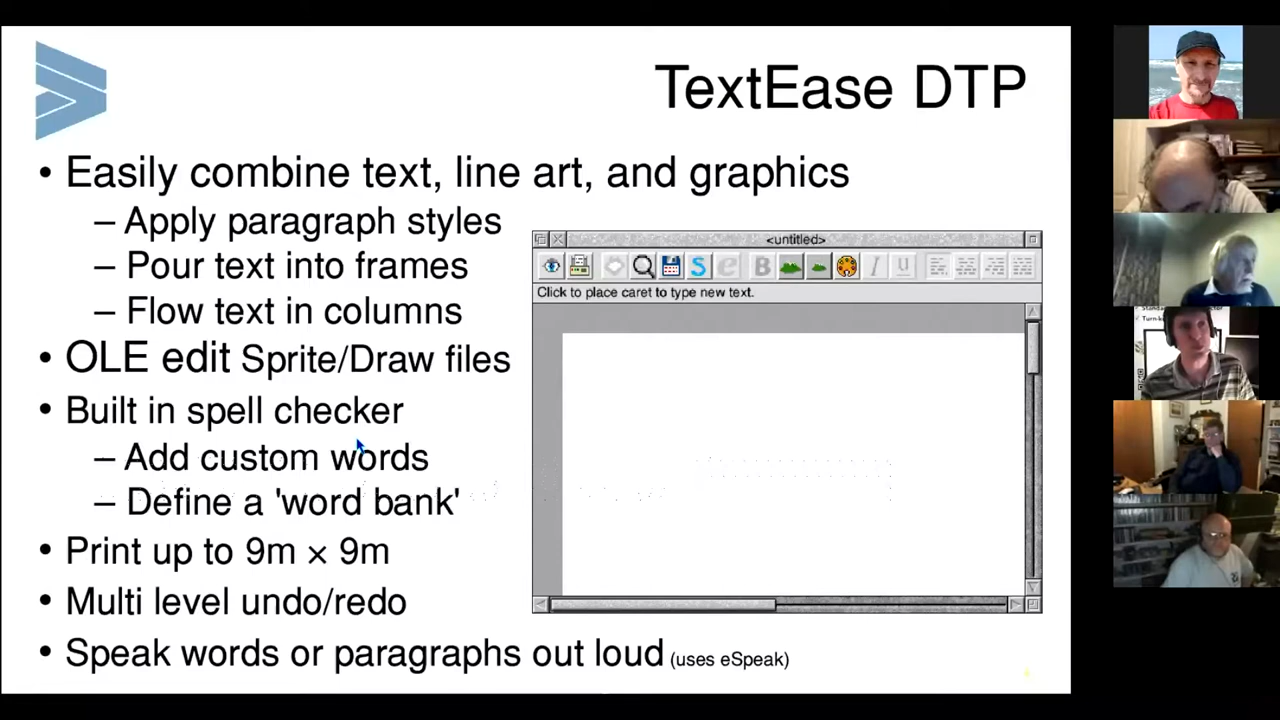 TextEase DTP
• Easily combine text, line art, and graphics
– Apply paragraph styles
– Pour text into frames
– Flow text in columns
• OLE edit Sprite/Draw files
• Built in spell checker
– Add custom words
– Define a 'word bank'
• Print up to 9m × 9m
• Multi level undo/redo
• Speak words or paragraphs out loud (uses eSpeak)
<untitled>
S e B I u
Click to place caret to type new text.